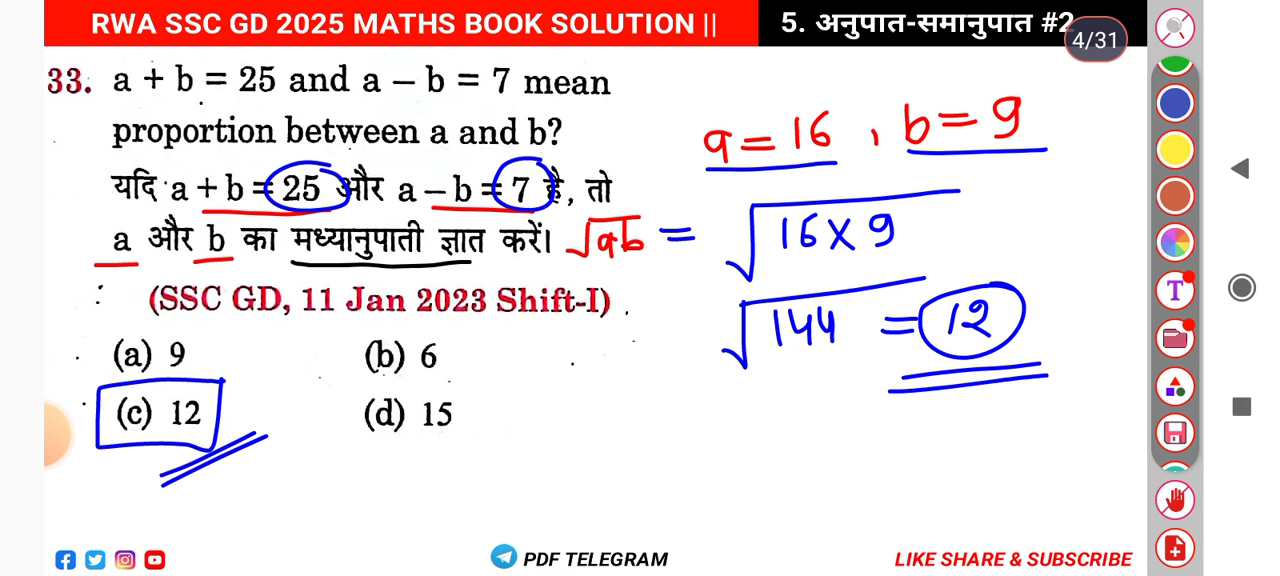 RWA SSC GD 2025 MATHS BOOK SOLUTION || 5. अनुपात-समानुपात #2
4/31
33. a + b = 25 and a − b = 7 mean
proportion between a and b?
यदि a + b = 25 और a − b = 7 है, तो
a और b का मध्यानुपाती ज्ञात करें।
(SSC GD, 11 Jan 2023 Shift-I)
(a) 9 (b) 6
(c) 12 (d) 15
a = 16 , b = 9
√ab = √16 × 9
√144 = 12
T
PDF TELEGRAM
LIKE SHARE & SUBSCRIBE